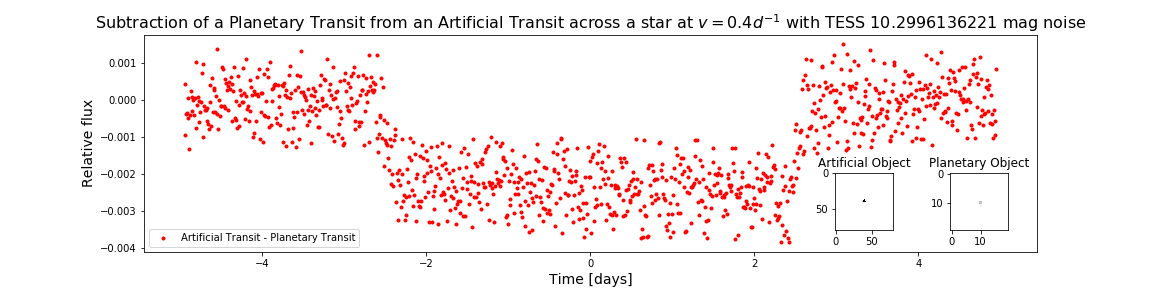 Subtraction of a Planetary Transit from an Artificial Transit across a star at v = 0.4d⁻¹ with TESS 10.2996136221 mag noise
Relative flux
0.001
0.000
−0.001
−0.002
−0.003
−0.004
Artificial Object
0
50
0 50
Planetary Object
0
10
0 10
Artificial Transit - Planetary Transit
−4 −2 0 2 4
Time [days]